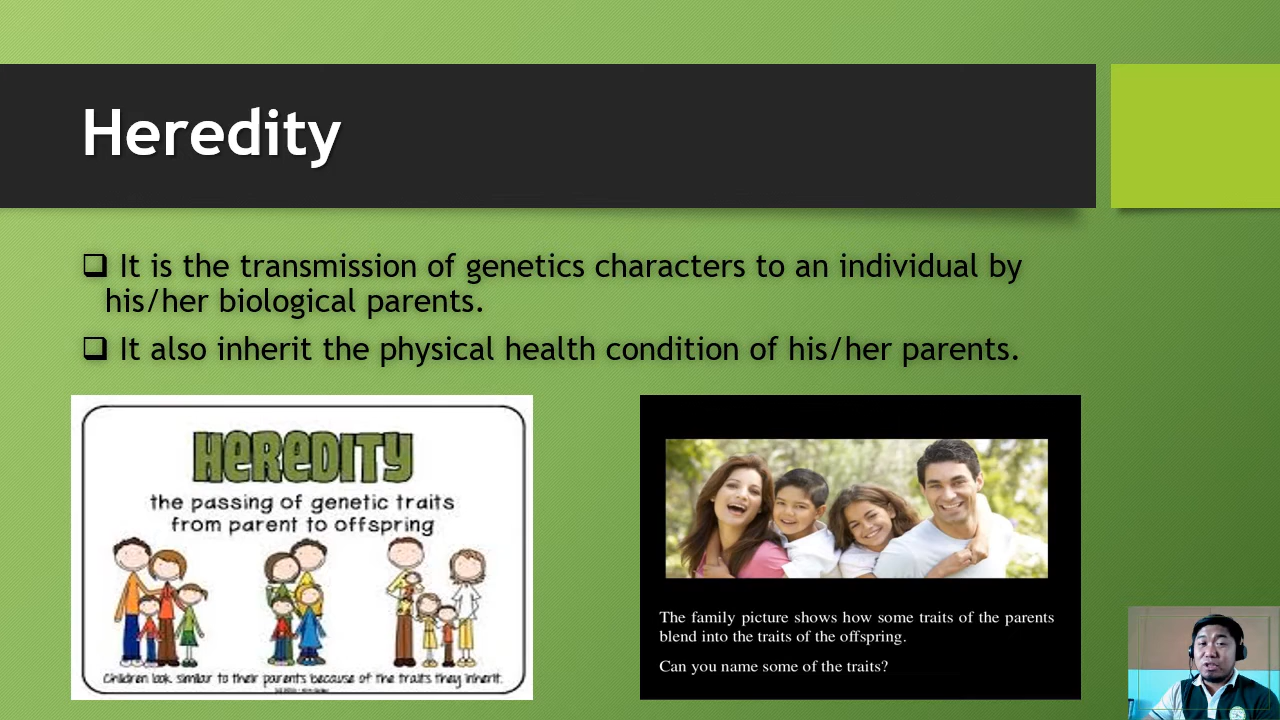 Heredity
❑ It is the transmission of genetics characters to an individual by
his/her biological parents.
❑ It also inherit the physical health condition of his/her parents.
HEREDITY
the passing of genetic traits
from parent to offspring
Children look similar to their parents because of the traits they inherit.
The family picture shows how some traits of the parents
blend into the traits of the offspring.
Can you name some of the traits?